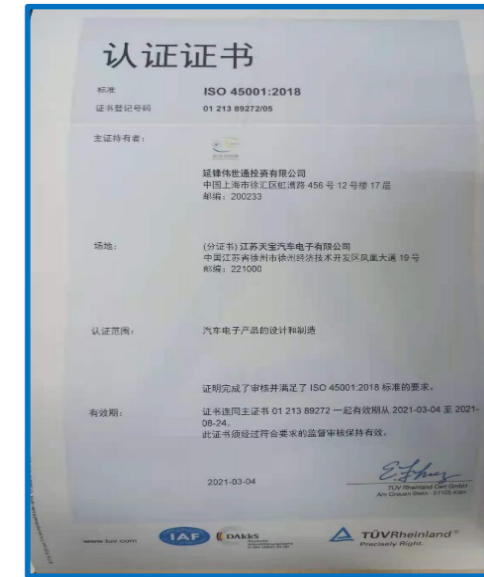 认证证书
标准 ISO 45001:2018
证书登记号码 01 213 89272/05
主证持有者：
延锋伟世通投资有限公司
中国上海市徐汇区虹漕路 456 号 12 号楼 17 层
邮编：200233
场地： (分证书) 江苏天宝汽车电子有限公司
中国江苏省徐州市徐州经济技术开发区凤凰大道 19 号
邮编：221000
认证范围： 汽车电子产品的设计和制造
证明完成了审核并满足了 ISO 45001:2018 标准的要求。
有效期： 证书连同主证书 01 213 89272 一起有效期从 2021-03-04 至 2021-
08-24.
此证书须经过符合要求的监督审核保持有效。
2021-03-04
TÜV Rheinland Cert GmbH
Am Grauen Stein · 51105 Köln
www.tuv.com
IAF
DAkkS
TÜVRheinland®
Precisely Right.